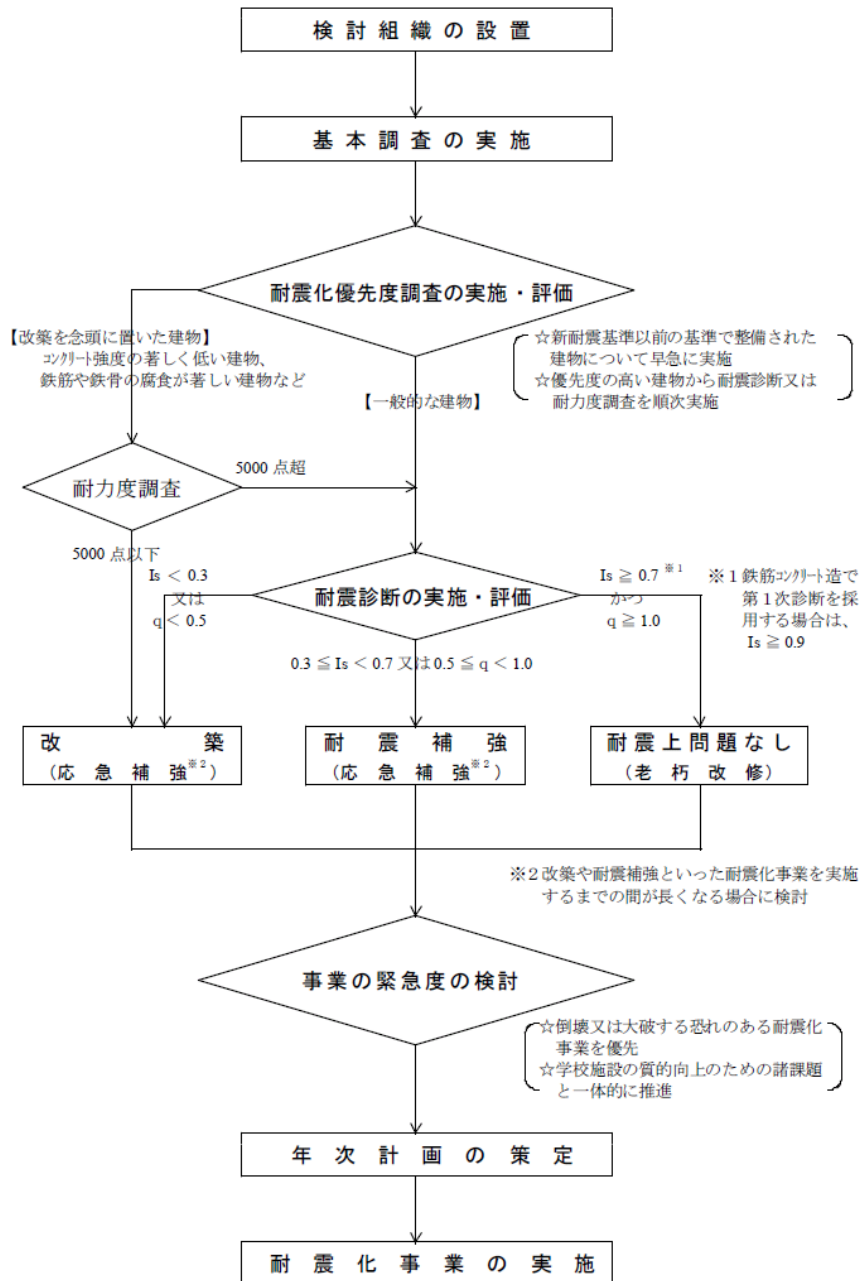 検討組織の設置
基本調査の実施
耐震化優先度調査の実施・評価
【改築を念頭に置いた建物】
コンクリート強度の著しく低い建物、
鉄筋や鉄骨の腐食が著しい建物など
☆新耐震基準以前の基準で整備された
建物について早急に実施
☆優先度の高い建物から耐震診断又は
耐力度調査を順次実施
【一般的な建物】
耐力度調査
5000 点超
5000 点以下
Is < 0.3
又は
q < 0.5
耐震診断の実施・評価
Is ≧ 0.7 ※1
かつ
q ≧ 1.0
※1 鉄筋コンクリート造で
第1次診断を採
用する場合は、
Is ≧ 0.9
0.3 ≦ Is < 0.7 又は 0.5 ≦ q < 1.0
改築
(応急補強※2)
耐震補強
(応急補強※2)
耐震上問題なし
(老朽改修)
※2 改築や耐震補強といった耐震化事業を実施
するまでの間が長くなる場合に検討
事業の緊急度の検討
☆倒壊又は大破する恐れのある耐震化
事業を優先
☆学校施設の質的向上のための諸課題
と一体的に推進
年次計画の策定
耐震化事業の実施